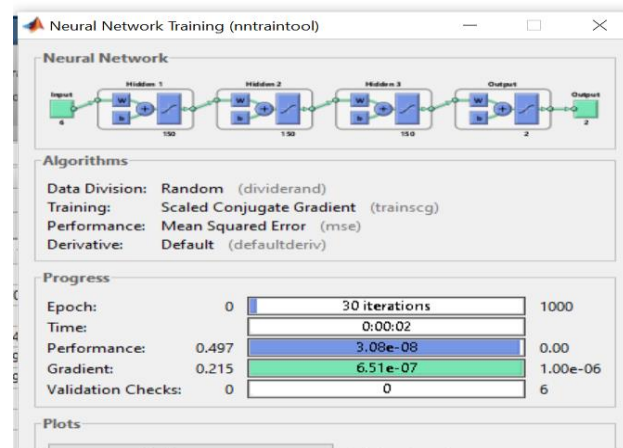 Neural Network Training (nntraintool)
Neural Network
Hidden 1 Hidden 2 Hidden 3 Output
Input W b + W b + W b + W b + Output
6 150 150 150 2 2
Algorithms
Data Division: Random (dividerand)
Training: Scaled Conjugate Gradient (trainscg)
Performance: Mean Squared Error (mse)
Derivative: Default (defaultderiv)
Progress
Epoch: 0 30 iterations 1000
Time: 0:00:02
Performance: 0.497 3.08e-08 0.00
Gradient: 0.215 6.51e-07 1.00e-06
Validation Checks: 0 0 6
Plots